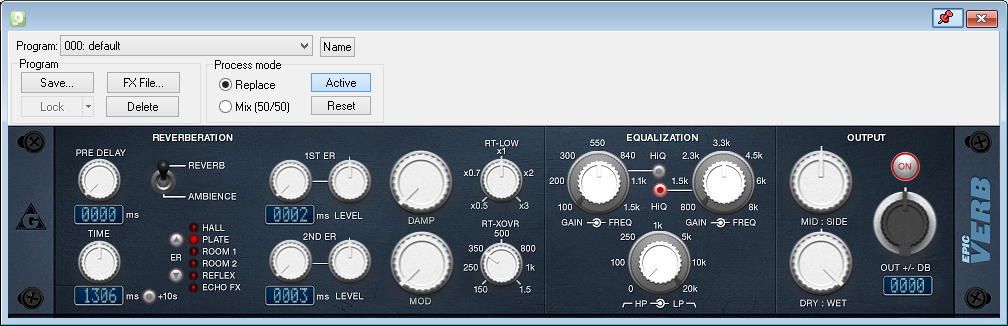 Program: 000: default Name
Program
Save... FX File...
Lock Delete
Process mode
Replace Active
Mix (50/50) Reset
REVERBERATION
PRE DELAY
0000 ms
REVERB
AMBIENCE
TIME
1306 ms +10s
ER
HALL
PLATE
ROOM 1
ROOM 2
REFLEX
ECHO FX
1ST ER
0002 ms LEVEL
2ND ER
0003 ms LEVEL
DAMP
MOD
RT-LOW
x1
x0.7 x2
x0.5 x3
RT-XOVR
500
350 800
250 1k
150 1.5
EQUALIZATION
550
300 840
200 1.1k
100 1.5k
GAIN FREQ
HiQ
HiQ
3.3k
2.3k 4.5k
1.5k 6k
800 8k
GAIN FREQ
1k
250 5k
100 10k
0 20k
HP LP
OUTPUT
MID : SIDE
DRY : WET
ON
OUT +/- DB
0000
EPIC
VERB